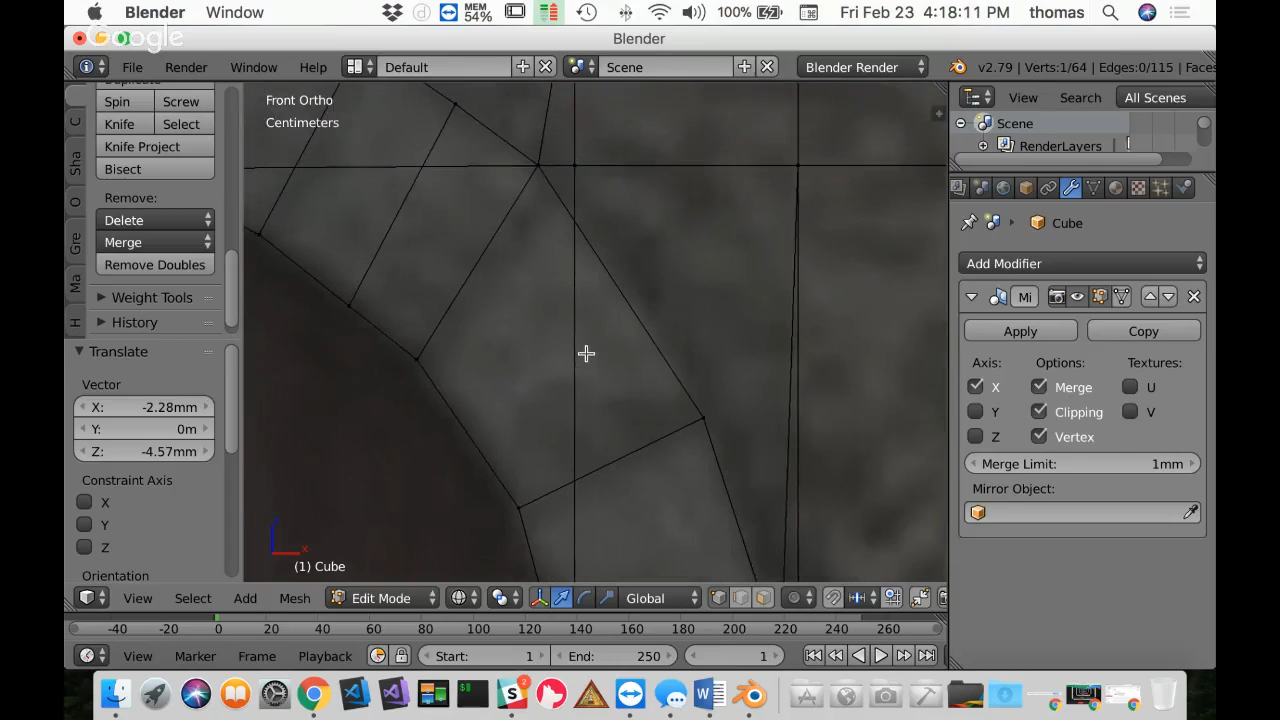 Blender Window MEM 54% 100% Fri Feb 23 4:18:11 PM thomas
Google
Blender
File Render Window Help Default Scene Blender Render v2.79 | Verts:1/64 | Edges:0/115 | Faces
Duplicate
Spin Screw
Knife Select
Knife Project
Bisect
Remove:
Delete
Merge
Remove Doubles
Weight Tools
History
Translate
Vector
X: -2.28mm
Y: 0m
Z: -4.57mm
Constraint Axis
X
Y
Z
Orientation
C
Sha
O
Gre
Ma
H
Front Ortho
Centimeters
x
(1) Cube
View Search All Scenes
Scene
RenderLayers
Cube
Add Modifier
Mi
Apply Copy
Axis: Options: Textures:
X Merge U
Y Clipping V
Z Vertex
Merge Limit: 1mm
Mirror Object:
View Select Add Mesh Edit Mode Global
-40 -20 0 20 40 60 80 100 120 140 160 180 200 220 240 260
View Marker Frame Playback Start: 1 End: 250 1
2